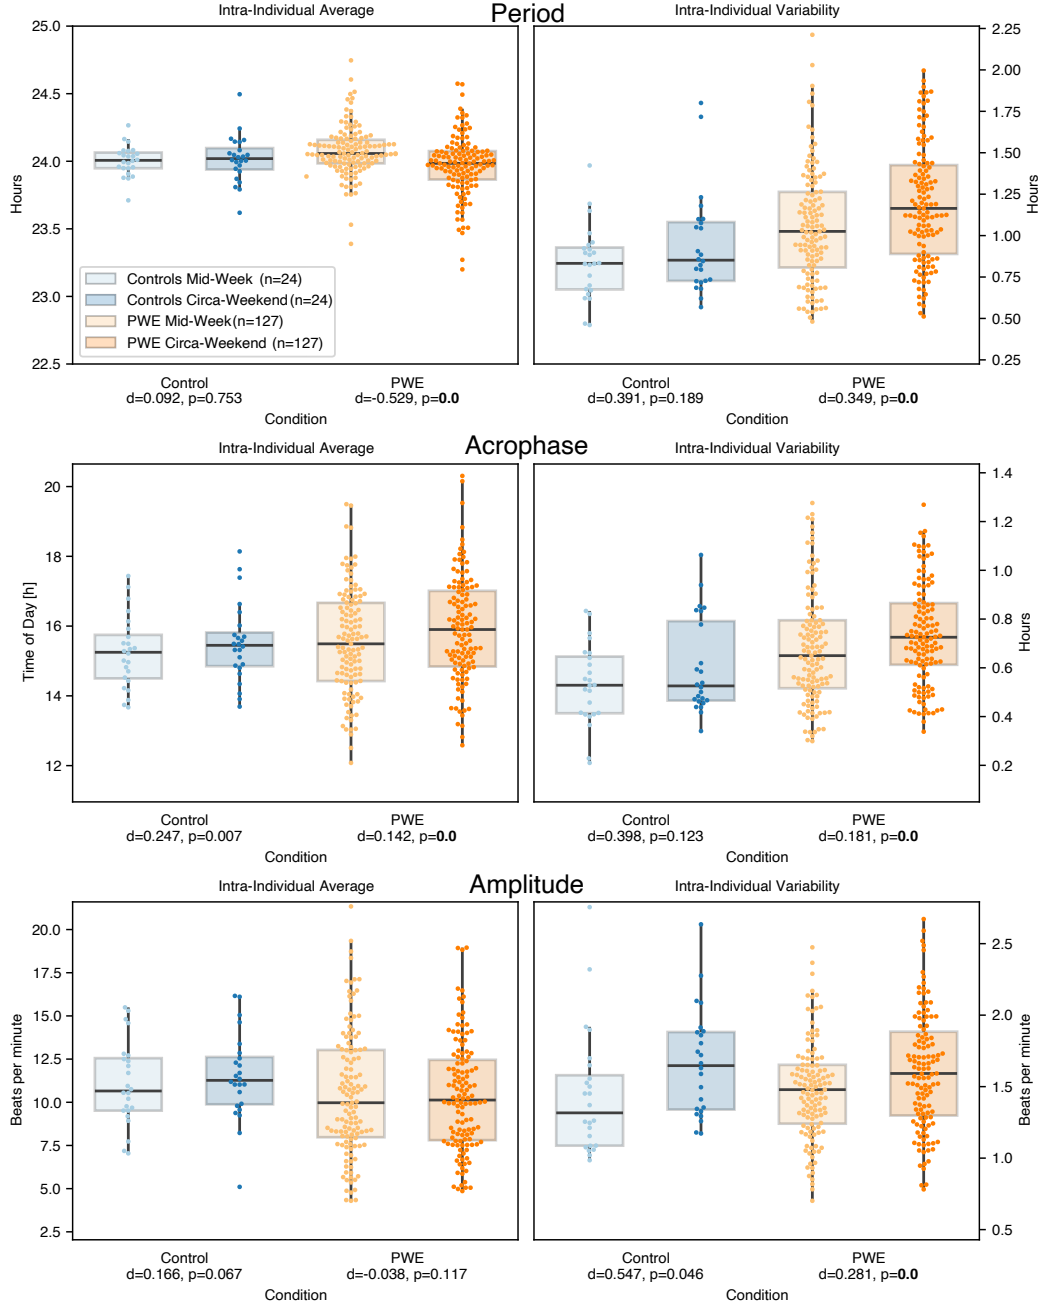 Period
Intra-Individual Average
Intra-Individual Variability
25.0
24.5
24.0
23.5
23.0
22.5
Hours
2.25
2.00
1.75
1.50
1.25
1.00
0.75
0.50
0.25
Hours
Controls Mid-Week (n=24)
Controls Circa-Weekend(n=24)
PWE Mid-Week(n=127)
PWE Circa-Weekend (n=127)
Control
d=0.092, p=0.753
PWE
d=-0.529, p=0.0
Condition
Control
d=0.391, p=0.189
PWE
d=0.349, p=0.0
Condition
Acrophase
Intra-Individual Average
Intra-Individual Variability
20
18
16
14
12
Time of Day [h]
1.4
1.2
1.0
0.8
0.6
0.4
0.2
Hours
Control
d=0.247, p=0.007
PWE
d=0.142, p=0.0
Condition
Control
d=0.398, p=0.123
PWE
d=0.181, p=0.0
Condition
Amplitude
Intra-Individual Average
Intra-Individual Variability
20.0
17.5
15.0
12.5
10.0
7.5
5.0
2.5
Beats per minute
2.5
2.0
1.5
1.0
0.5
Beats per minute
Control
d=0.166, p=0.067
PWE
d=-0.038, p=0.117
Condition
Control
d=0.547, p=0.046
PWE
d=0.281, p=0.0
Condition